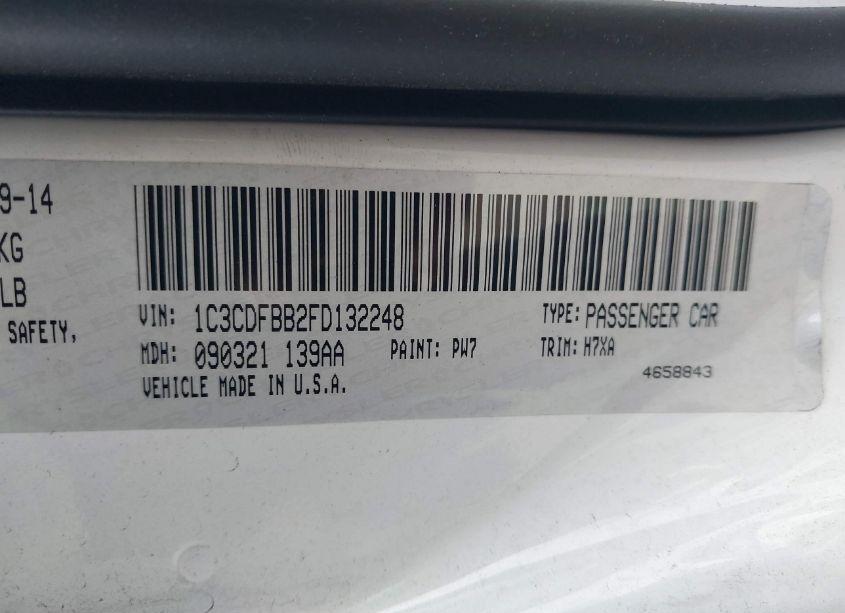 9-14
KG
LB
SAFETY,
VIN: 1C3CDFBB2FD132248
TYPE: PASSENGER CAR
MDH: 090321 139AA
PAINT: PW7
TRIM: H7XA
4658843
VEHICLE MADE IN U.S.A.